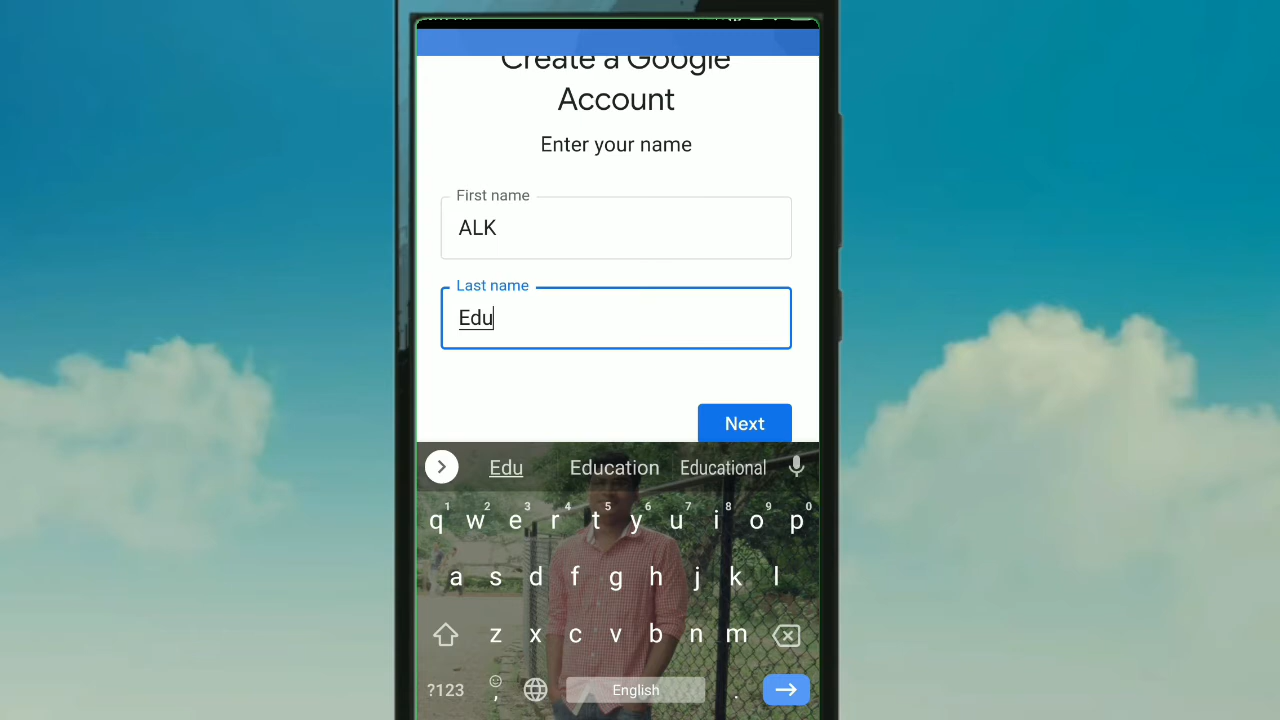 Create a Google
Account
Enter your name
First name
ALK
Last name
Edu
Next
Edu Education Educational
1 2 3 4 5 6 7 8 9 0
q w e r t y u i o p
a s d f g h j k l
z x c v b n m
?123 , English .